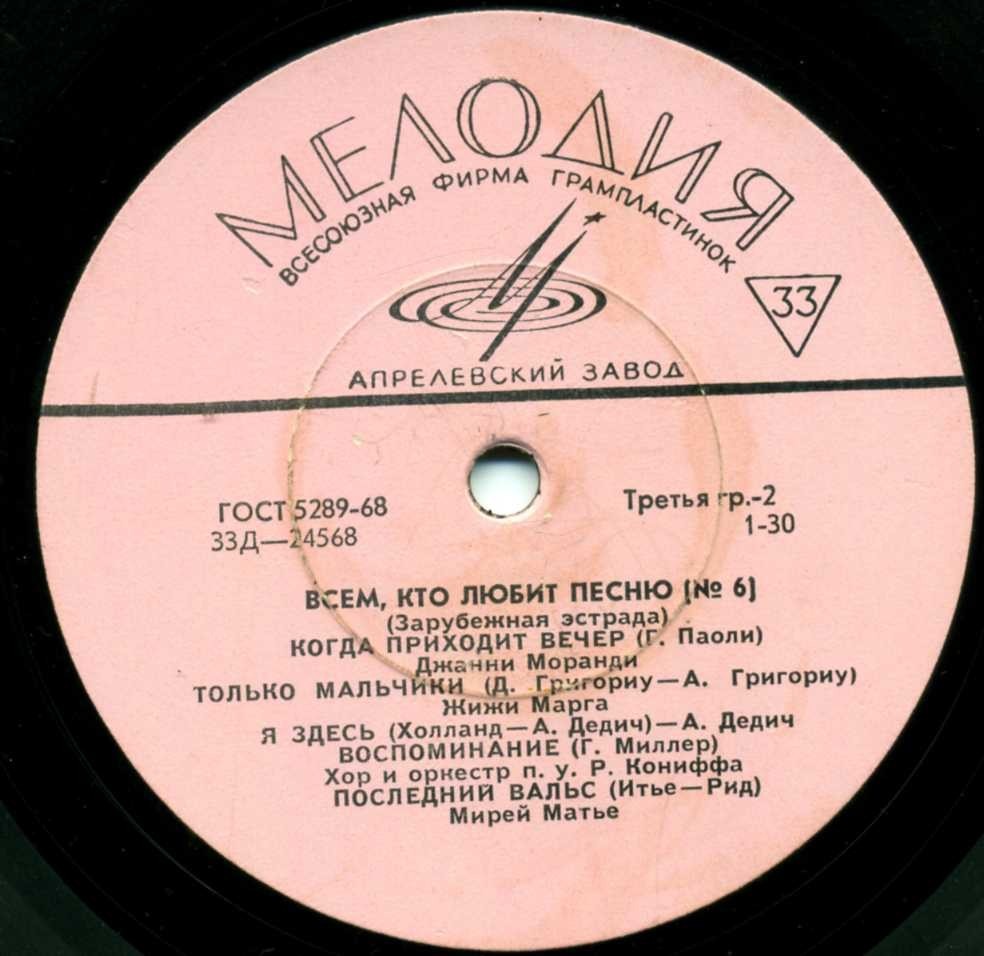 МЕЛОДИЯ
ВСЕСОЮЗНАЯ ФИРМА ГРАМПЛАСТИНОК
33
АПРЕЛЕВСКИЙ ЗАВОД
ГОСТ 5289-68
Третья гр.-2
33Д—24568
1-30
ВСЕМ, КТО ЛЮБИТ ПЕСНЮ (№ 6)
(Зарубежная эстрада)
КОГДА ПРИХОДИТ ВЕЧЕР (Г. Паоли)
Джанни Моранди
ТОЛЬКО МАЛЬЧИКИ (Д. Григориу—А. Григориу)
Жижи Марга
Я ЗДЕСЬ (Холланд—А. Дедич)—А. Дедич
ВОСПОМИНАНИЕ (Г. Миллер)
Хор и оркестр п. у. Р. Кониффа
ПОСЛЕДНИЙ ВАЛЬС (Итье—Рид)
Мирей Матье